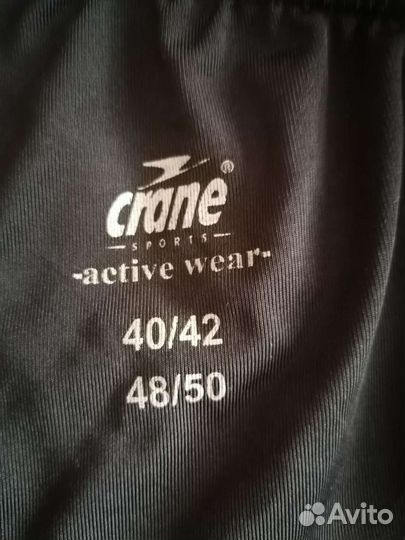 crane®
SPORTS
-active wear-
40/42
48/50
Avito